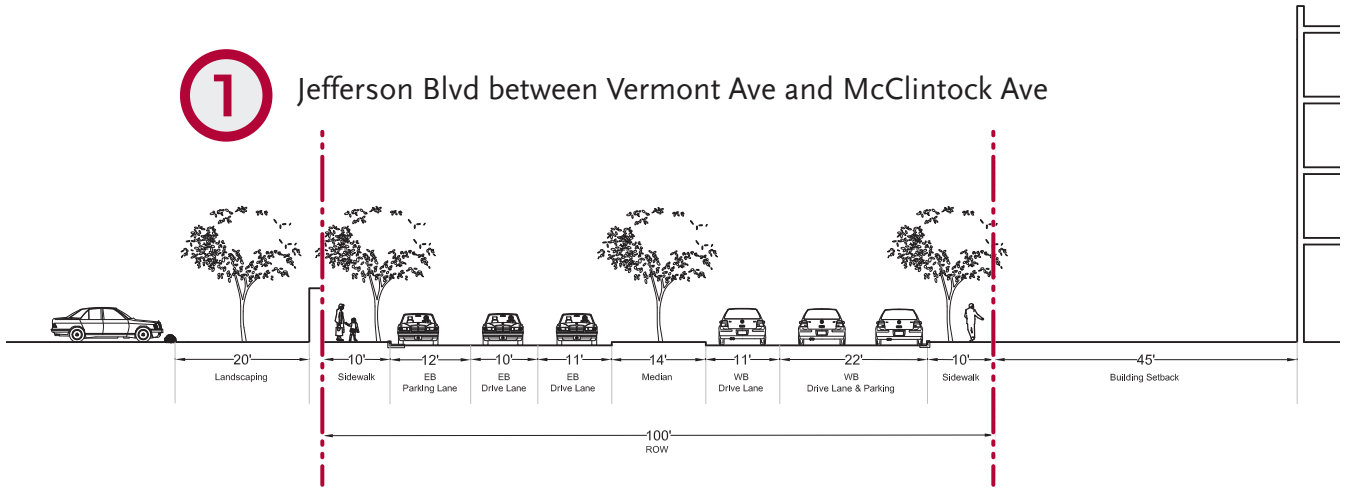 1
Jefferson Blvd between Vermont Ave and McClintock Ave
20'
10'
12'
10'
11'
14'
11'
22'
10'
45'
Landscaping
Sidewalk
EB
Parking Lane
EB
Drive Lane
EB
Drive Lane
Median
WB
Drive Lane
WB
Drive Lane & Parking
Sidewalk
Building Setback
100'
ROW